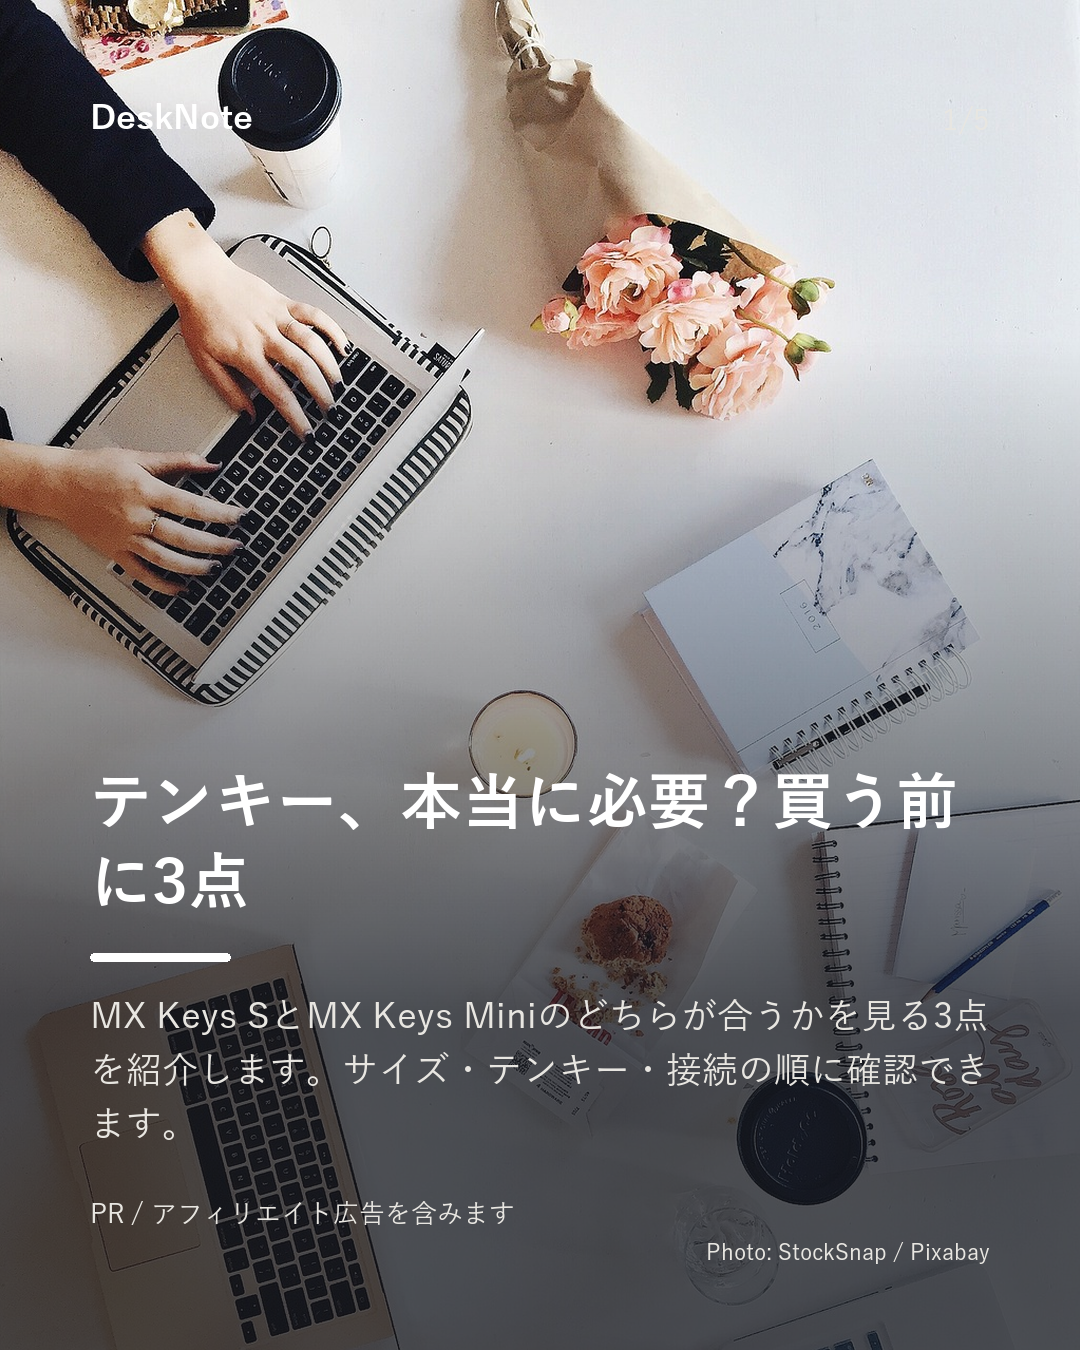 DeskNote
1/5
2016
テンキー、本当に必要？買う前
に3点
MX Keys SとMX Keys Miniのどちらが合うかを見る3点
を紹介します。サイズ・テンキー・接続の順に確認でき
ます。
PR / アフィリエイト広告を含みます
Photo: StockSnap / Pixabay